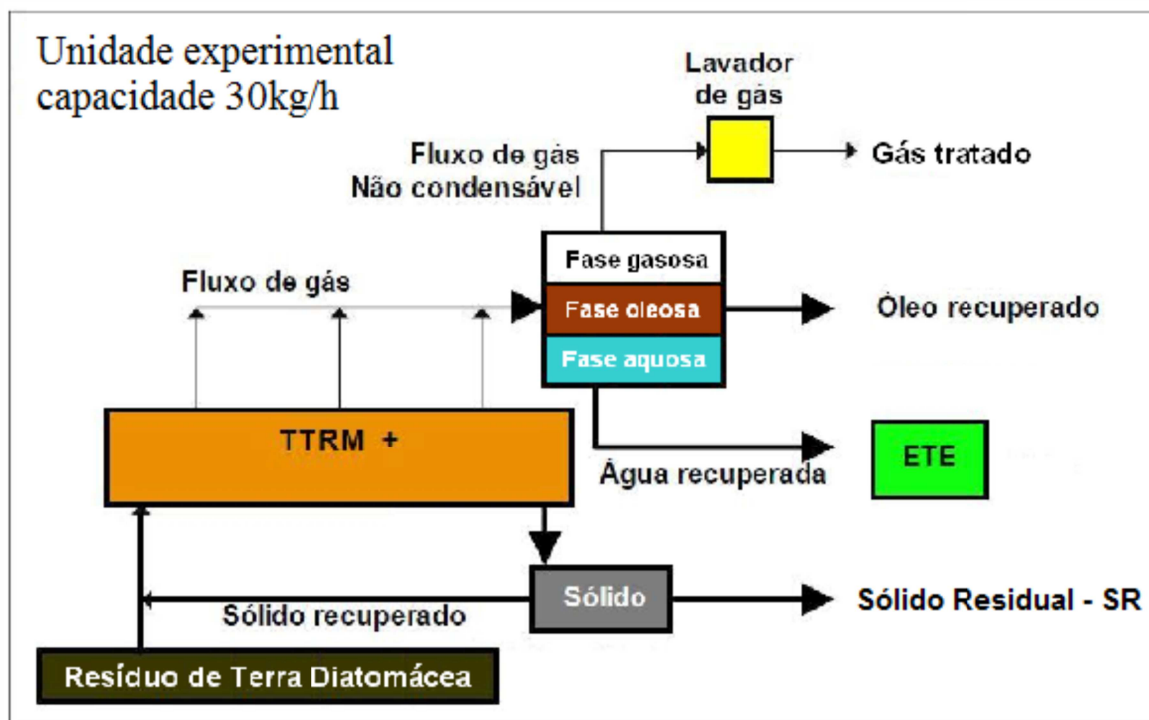 Unidade experimental
capacidade 30kg/h
Lavador
de gás
Fluxo de gás
Não condensável
Gás tratado
Fase gasosa
Fluxo de gás
Fase oleosa
Óleo recuperado
Fase aquosa
TTRM +
ETE
Água recuperada
Sólido
Sólido Residual - SR
Sólido recuperado
Resíduo de Terra Diatomácea